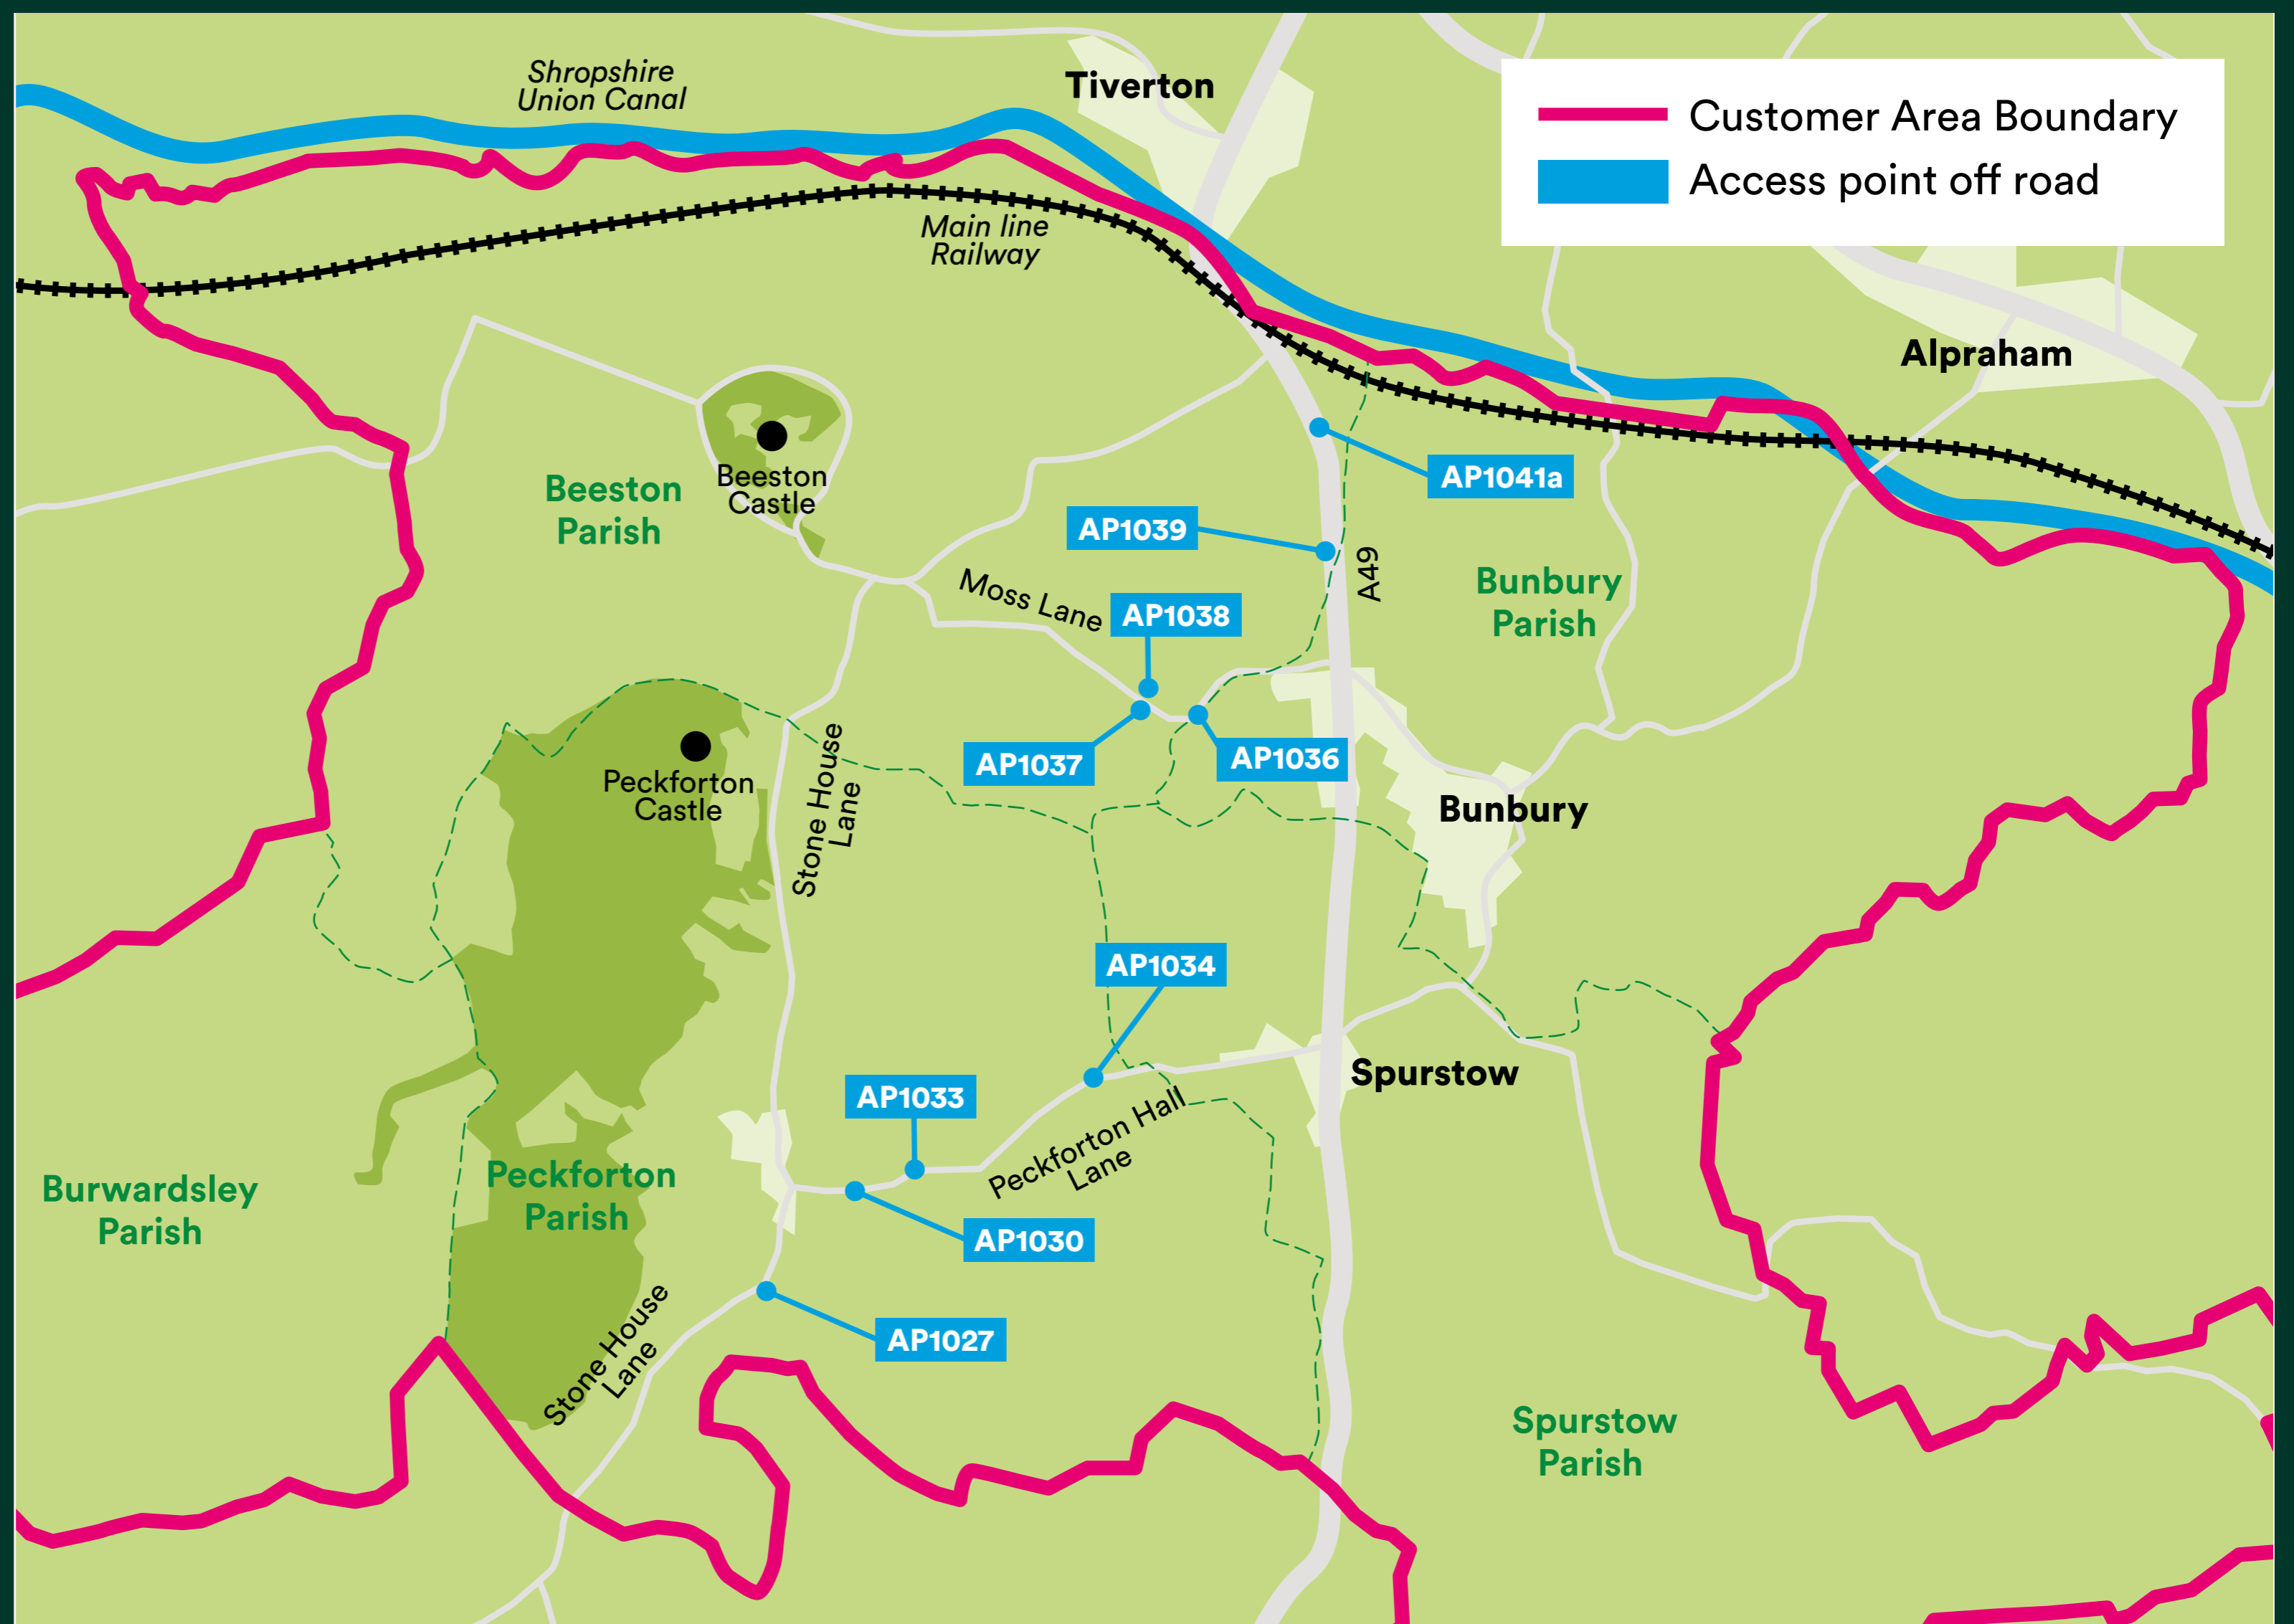 Shropshire
Union Canal
Tiverton
Customer Area Boundary
Access point off road
Main line
Railway
Alpraham
Beeston
Castle
Beeston
Parish
AP1041a
AP1039
A49
Moss Lane
AP1038
Bunbury
Parish
AP1037
AP1036
Peckforton
Castle
Stone House
Lane
Bunbury
AP1034
Spurstow
AP1033
Peckforton Hall
Lane
Burwardsley
Parish
Peckforton
Parish
AP1030
Stone House
Lane
AP1027
Spurstow
Parish